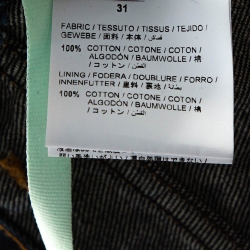 31
FABRIC / TESSUTO / TISSUS / TEJIDO /
GEWEBE / 面料 / 本体 / قماش
100% COTTON / COTONE / COTON /
ALGODÓN / BAUMWOLLE / 棉
/ コットン / القطن
LINING / FODERA / DOUBLURE / FORRO /
INNENFUTTER / 里料 / 裏地 / بطانة
100% COTTON / COTONE / COTON /
ALGODÓN / BAUMWOLLE / 棉
/ コットン / القطن